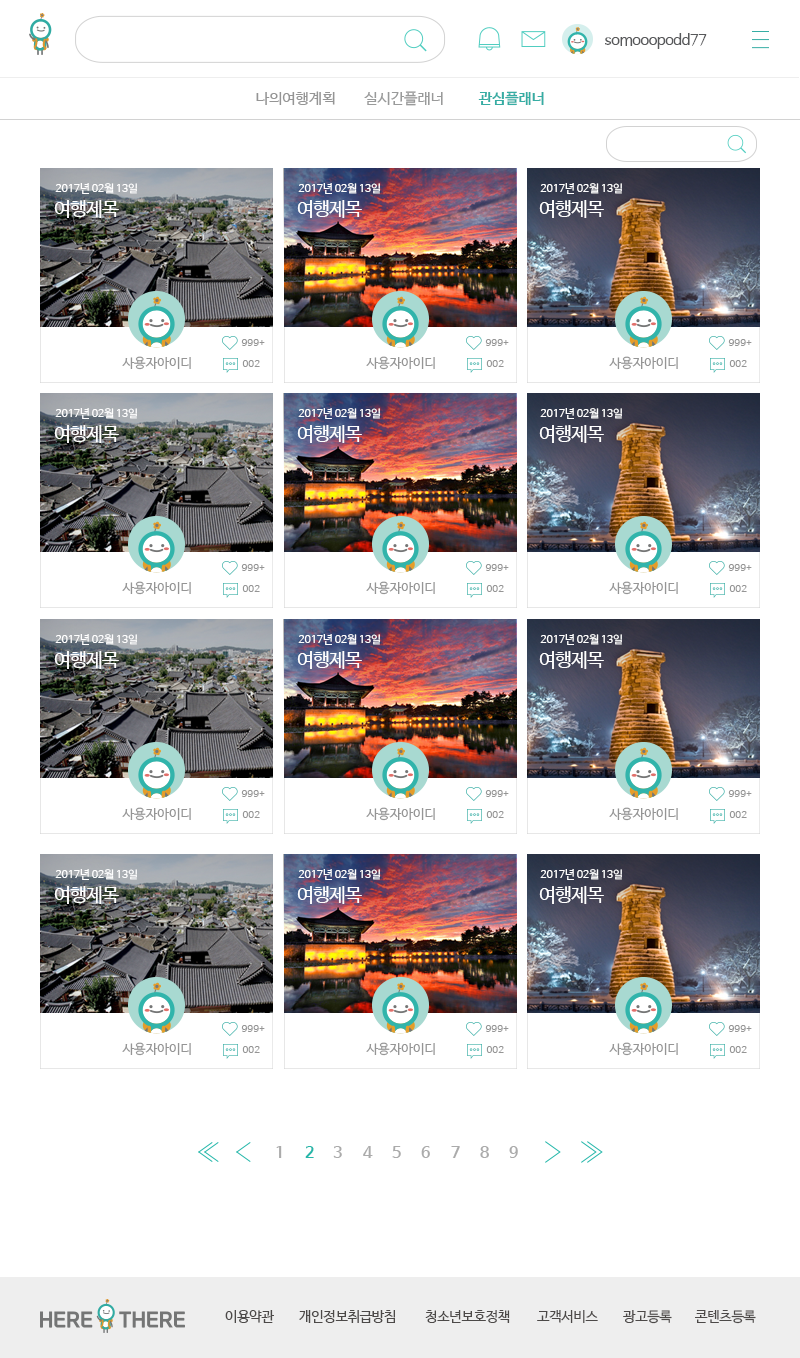 somooopodd77
나의여행계획 실시간플래너 관심플래너
2017년 02월 13일 2017년 02월 13일 2017년 02월 13일
여행제목 여행제목 여행제목
999+ 999+ 999+
사용자아이디 002 사용자아이디 002 사용자아이디 002
2017년 02월 13일 2017년 02월 13일 2017년 02월 13일
여행제목 여행제목 여행제목
999+ 999+ 999+
사용자아이디 002 사용자아이디 002 사용자아이디 002
2017년 02월 13일 2017년 02월 13일 2017년 02월 13일
여행제목 여행제목 여행제목
999+ 999+ 999+
사용자아이디 002 사용자아이디 002 사용자아이디 002
2017년 02월 13일 2017년 02월 13일 2017년 02월 13일
여행제목 여행제목 여행제목
999+ 999+ 999+
사용자아이디 002 사용자아이디 002 사용자아이디 002
1 2 3 4 5 6 7 8 9
HERE THERE 이용약관 개인정보취급방침 청소년보호정책 고객서비스 광고등록 콘텐츠등록